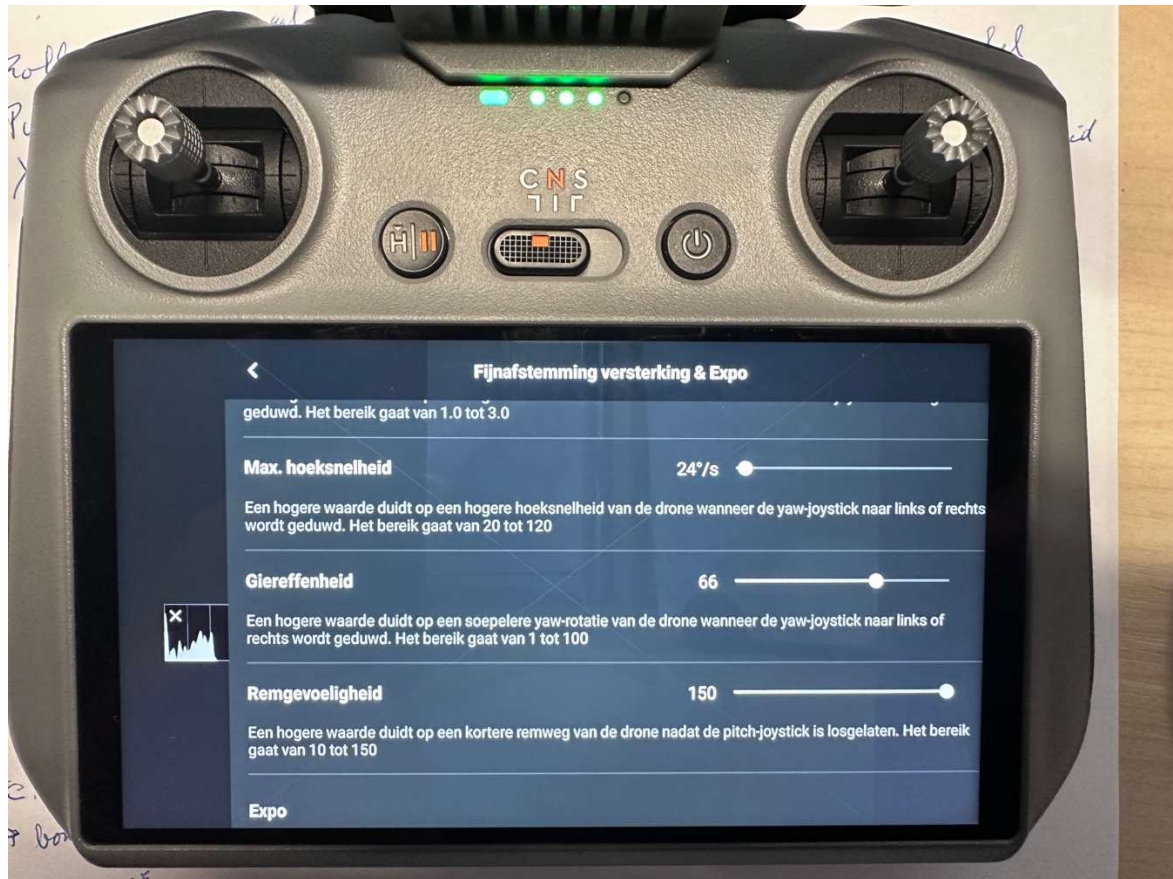 C N S
Fijnafstemming versterking & Expo
geduwd. Het bereik gaat van 1.0 tot 3.0
Max. hoeksnelheid 24°/s
Een hogere waarde duidt op een hogere hoeksnelheid van de drone wanneer de yaw-joystick naar links of rechts
wordt geduwd. Het bereik gaat van 20 tot 120
Giereffenheid 66
Een hogere waarde duidt op een soepelere yaw-rotatie van de drone wanneer de yaw-joystick naar links of
rechts wordt geduwd. Het bereik gaat van 1 tot 100
Remgevoeligheid 150
Een hogere waarde duidt op een kortere remweg van de drone nadat de pitch-joystick is losgelaten. Het bereik
gaat van 10 tot 150
Expo